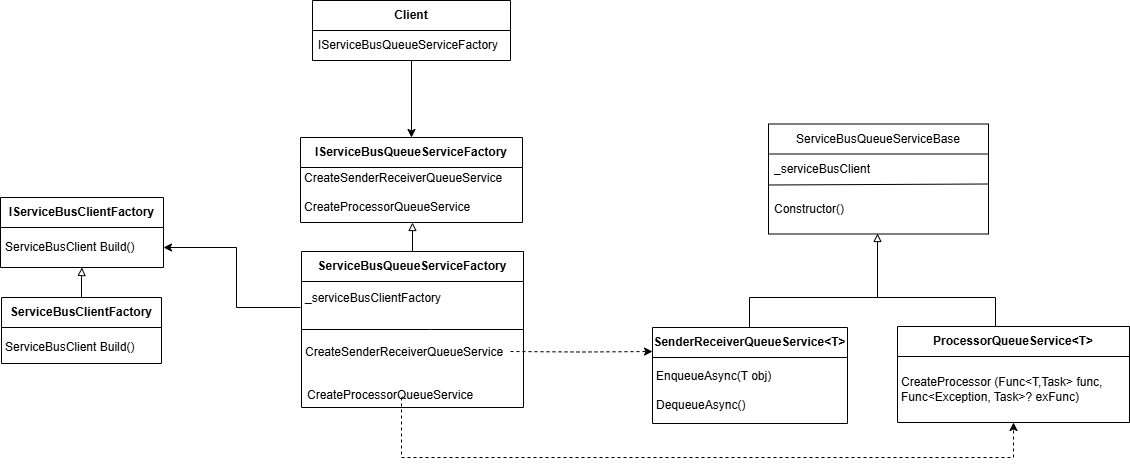 Client
IServiceBusQueueServiceFactory
IServiceBusQueueServiceFactory
CreateSenderReceiverQueueService
CreateProcessorQueueService
ServiceBusQueueServiceBase
_serviceBusClient
Constructor()
IServiceBusClientFactory
ServiceBusClient Build()
ServiceBusClientFactory
ServiceBusClient Build()
ServiceBusQueueServiceFactory
_serviceBusClientFactory
CreateSenderReceiverQueueService
CreateProcessorQueueService
SenderReceiverQueueService<T>
EnqueueAsync(T obj)
DequeueAsync()
ProcessorQueueService<T>
CreateProcessor (Func<T,Task> func,
Func<Exception, Task>? exFunc)